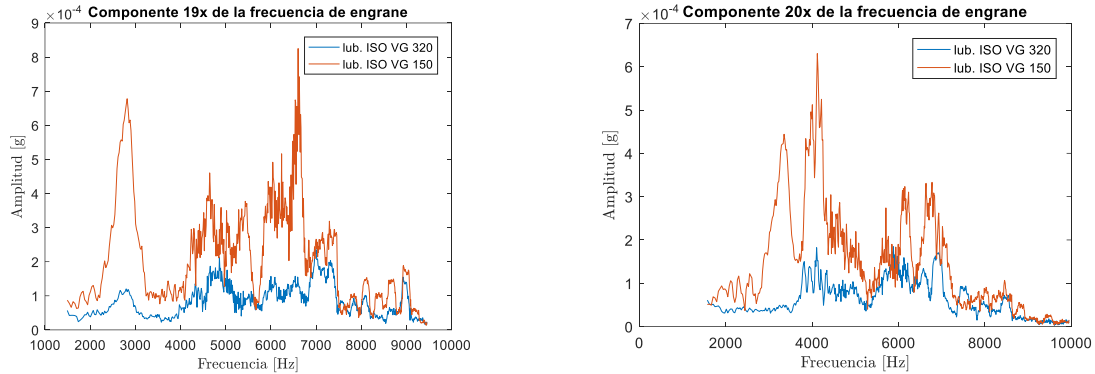 Componente 19x de la frecuencia de engrane
×10⁻⁴
9
8
7
6
5
4
3
2
1
0
Amplitud [g]
lub. ISO VG 320
lub. ISO VG 150
1000 2000 3000 4000 5000 6000 7000 8000 9000 10000
Frecuencia [Hz]
Componente 20x de la frecuencia de engrane
×10⁻⁴
7
6
5
4
3
2
1
0
Amplitud [g]
lub. ISO VG 320
lub. ISO VG 150
0 2000 4000 6000 8000 10000
Frecuencia [Hz]